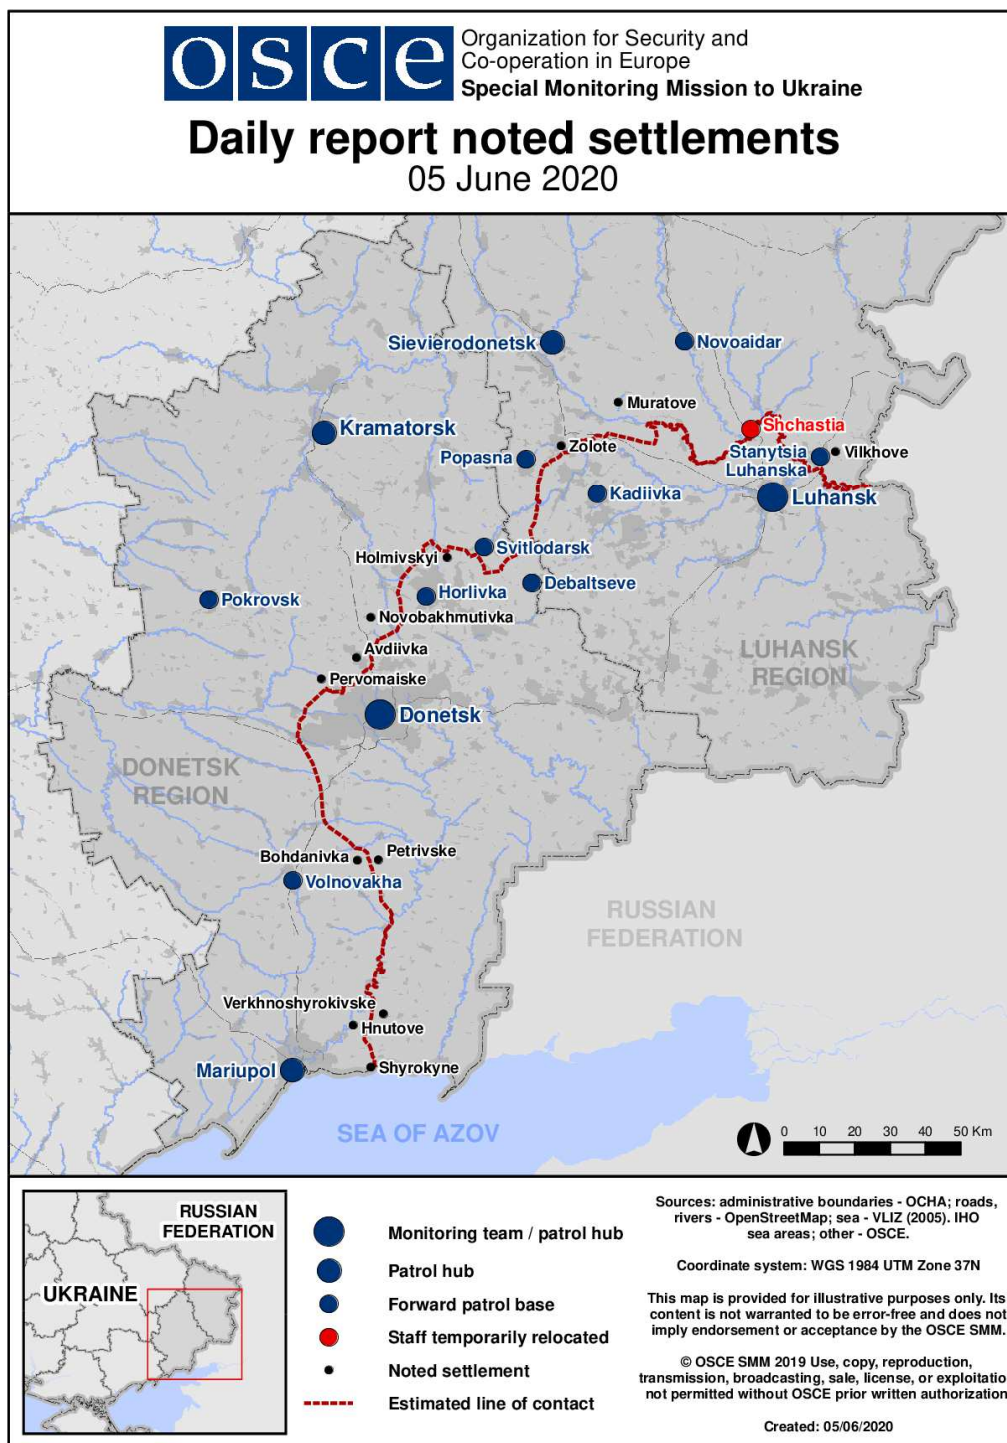 osce
Organization for Security and
Co-operation in Europe
Special Monitoring Mission to Ukraine
Daily report noted settlements
05 June 2020
Sievierodonetsk
Novoaidar
Muratove
Shchastia
Kramatorsk
Zolote
Stanytsia
Luhanska
Vilkhove
Popasna
Kadiivka
Luhansk
Svitlodarsk
Holmivskyi
Debaltseve
Horlivka
Pokrovsk
Novobakhmutivka
Avdiivka
LUHANSK
REGION
Pervomaiske
Donetsk
DONETSK
REGION
Bohdanivka
Petrivske
Volnovakha
RUSSIAN
FEDERATION
Verkhnoshyrokivske
Hnutove
Shyrokyne
Mariupol
SEA OF AZOV
0 10 20 30 40 50 Km
RUSSIAN
FEDERATION
UKRAINE
Monitoring team / patrol hub
Patrol hub
Forward patrol base
Staff temporarily relocated
Noted settlement
Estimated line of contact
Sources: administrative boundaries - OCHA; roads,
rivers - OpenStreetMap; sea - VLIZ (2005). IHO
sea areas; other - OSCE.
Coordinate system: WGS 1984 UTM Zone 37N
This map is provided for illustrative purposes only. Its
content is not warranted to be error-free and does not
imply endorsement or acceptance by the OSCE SMM.
© OSCE SMM 2019 Use, copy, reproduction,
transmission, broadcasting, sale, license, or exploitatio
not permitted without OSCE prior written authorization
Created: 05/06/2020